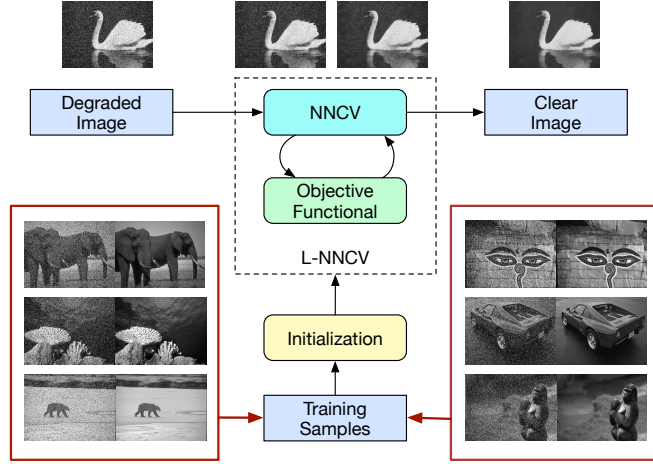 Degraded
Image
NNCV
Clear
Image
Objective
Functional
L-NNCV
Initialization
Training
Samples